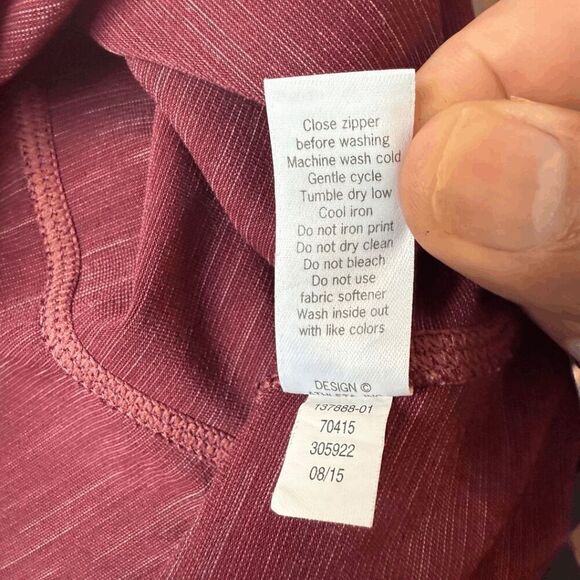 Close zipper
before washing
Machine wash cold
Gentle cycle
Tumble dry low
Cool iron
Do not iron print
Do not dry clean
Do not bleach
Do not use
fabric softener
Wash inside out
with like colors
DESIGN ©
137888-01
70415
305922
08/15